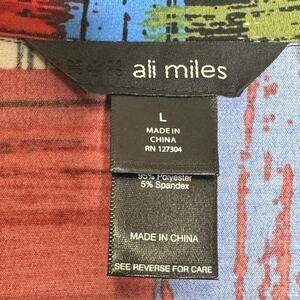 ali miles
L
MADE IN
CHINA
RN 127304
95% Polyester
5% Spandex
MADE IN CHINA
SEE REVERSE FOR CARE